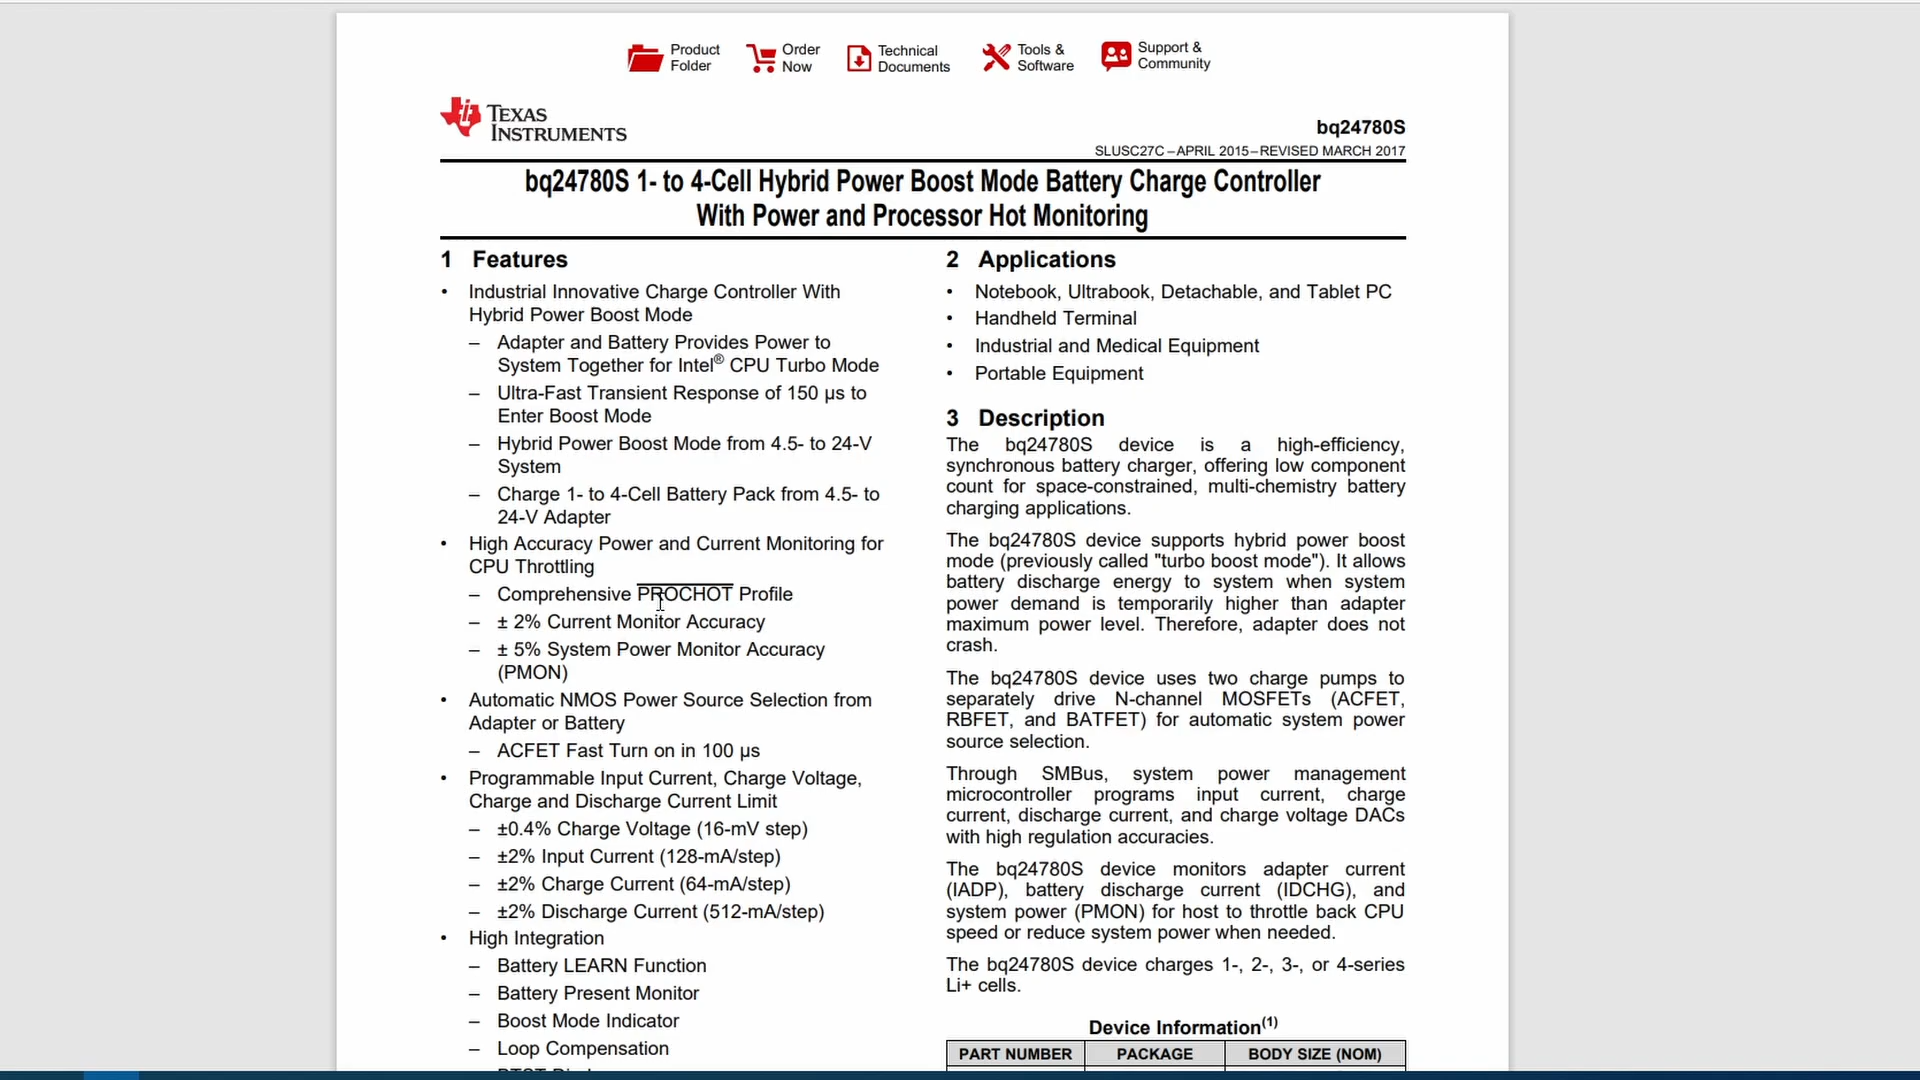 Product
Folder
Order
Now
Technical
Documents
Tools &
Software
Support &
Community
TEXAS
INSTRUMENTS
bq24780S
SLUSC27C – APRIL 2015 – REVISED MARCH 2017
bq24780S 1- to 4-Cell Hybrid Power Boost Mode Battery Charge Controller
With Power and Processor Hot Monitoring
1 Features
• Industrial Innovative Charge Controller With
Hybrid Power Boost Mode
– Adapter and Battery Provides Power to
System Together for Intel® CPU Turbo Mode
– Ultra-Fast Transient Response of 150 µs to
Enter Boost Mode
– Hybrid Power Boost Mode from 4.5- to 24-V
System
– Charge 1- to 4-Cell Battery Pack from 4.5- to
24-V Adapter
• High Accuracy Power and Current Monitoring for
CPU Throttling
– Comprehensive PROCHOT Profile
– ± 2% Current Monitor Accuracy
– ± 5% System Power Monitor Accuracy
(PMON)
• Automatic NMOS Power Source Selection from
Adapter or Battery
– ACFET Fast Turn on in 100 µs
• Programmable Input Current, Charge Voltage,
Charge and Discharge Current Limit
– ±0.4% Charge Voltage (16-mV step)
– ±2% Input Current (128-mA/step)
– ±2% Charge Current (64-mA/step)
– ±2% Discharge Current (512-mA/step)
• High Integration
– Battery LEARN Function
– Battery Present Monitor
– Boost Mode Indicator
– Loop Compensation
2 Applications
• Notebook, Ultrabook, Detachable, and Tablet PC
• Handheld Terminal
• Industrial and Medical Equipment
• Portable Equipment
3 Description
The bq24780S device is a high-efficiency,
synchronous battery charger, offering low component
count for space-constrained, multi-chemistry battery
charging applications.
The bq24780S device supports hybrid power boost
mode (previously called "turbo boost mode"). It allows
battery discharge energy to system when system
power demand is temporarily higher than adapter
maximum power level. Therefore, adapter does not
crash.
The bq24780S device uses two charge pumps to
separately drive N-channel MOSFETs (ACFET,
RBFET, and BATFET) for automatic system power
source selection.
Through SMBus, system power management
microcontroller programs input current, charge
current, discharge current, and charge voltage DACs
with high regulation accuracies.
The bq24780S device monitors adapter current
(IADP), battery discharge current (IDCHG), and
system power (PMON) for host to throttle back CPU
speed or reduce system power when needed.
The bq24780S device charges 1-, 2-, 3-, or 4-series
Li+ cells.
Device Information(1)
PART NUMBER PACKAGE BODY SIZE (NOM)